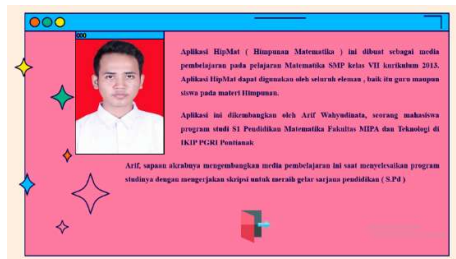 Aplikasi HipMat ( Himpunan Matematika ) ini dibuat sebagai media
pembelajaran pada pelajaran Matematika SMP kelas VII kurikulum 2013.
Aplikasi HipMat dapat digunakan oleh seluruh elemen , baik itu guru maupun
siswa pada materi Himpunan.
Aplikasi ini dikembangkan oleh Arif Wahyudinata, seorang mahasiswa
program studi S1 Pendidikan Matematika Fakultas MIPA dan Teknologi di
IKIP PGRI Pontianak
Arif, sapaan akrabnya mengembangkan media pembelajaran ini saat menyelesaikan program
studinya dengan mengerjakan skripsi untuk meraih gelar sarjana pendidikan ( S.Pd )